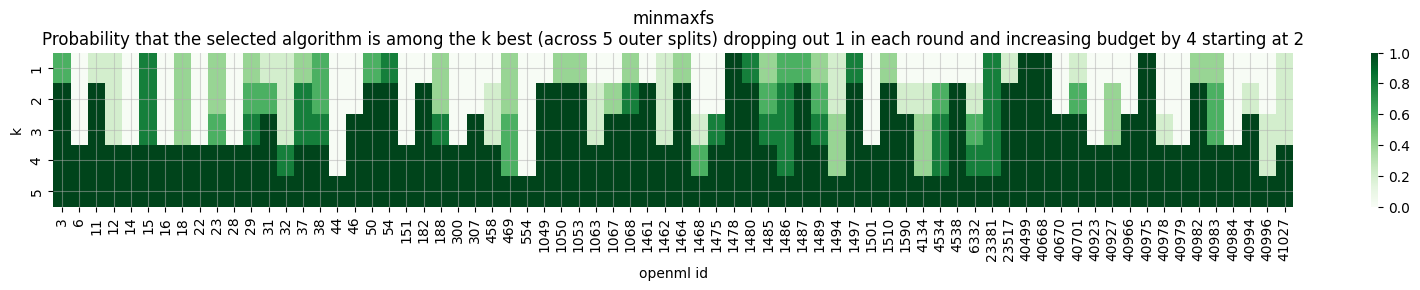 minmaxfs
Probability that the selected algorithm is among the k best (across 5 outer splits) dropping out 1 in each round and increasing budget by 4 starting at 2
k
1
2
3
4
5
3 6 11 12 14 15 16 18 22 23 28 29 31 32 37 38 44 46 50 54 151 182 188 300 307 458 469 554 1049 1050 1053 1063 1067 1068 1461 1462 1464 1468 1475 1478 1480 1485 1486 1487 1489 1494 1497 1501 1510 1590 4134 4534 4538 6332 23381 23517 40499 40668 40670 40701 40923 40927 40966 40975 40978 40979 40982 40983 40984 40994 40996 41027
openml id
1.0
0.8
0.6
0.4
0.2
0.0